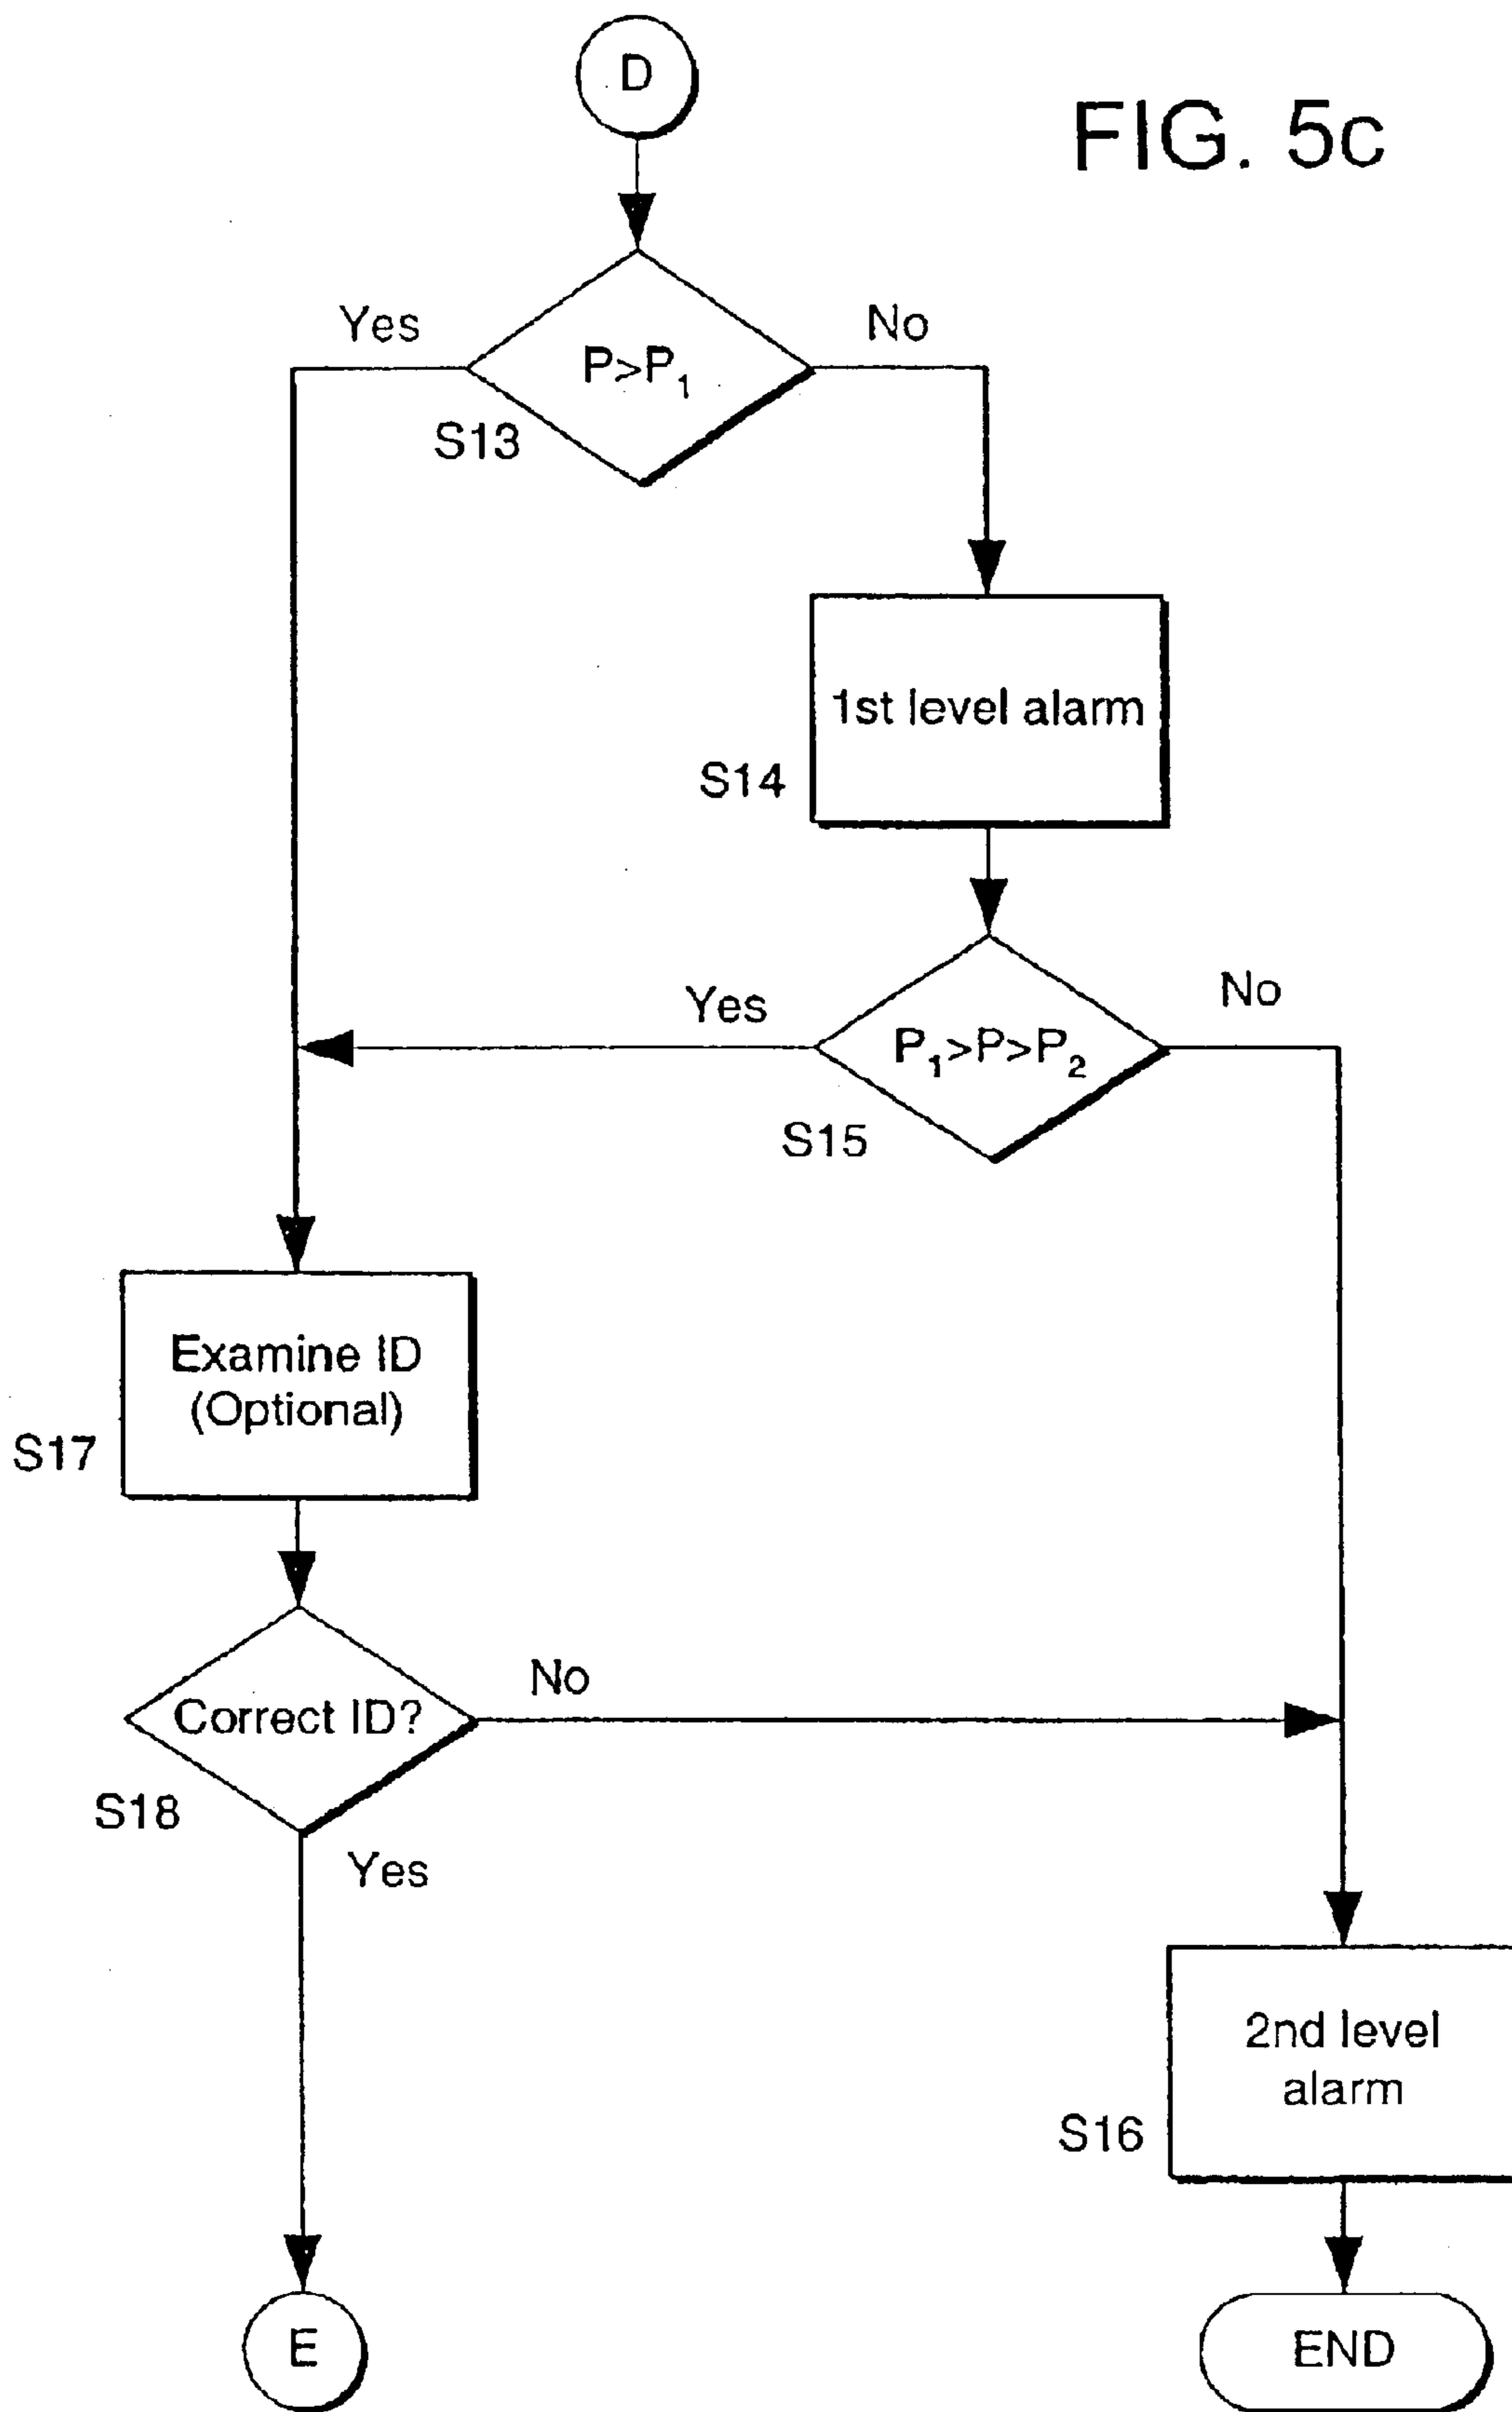 D
FIG. 5c
Yes
No
P>P₁
S13
1st level alarm
S14
Yes
No
P₁>P>P₂
S15
Examine ID
(Optional)
S17
Correct ID?
No
S18
Yes
2nd level
alarm
S16
E
END